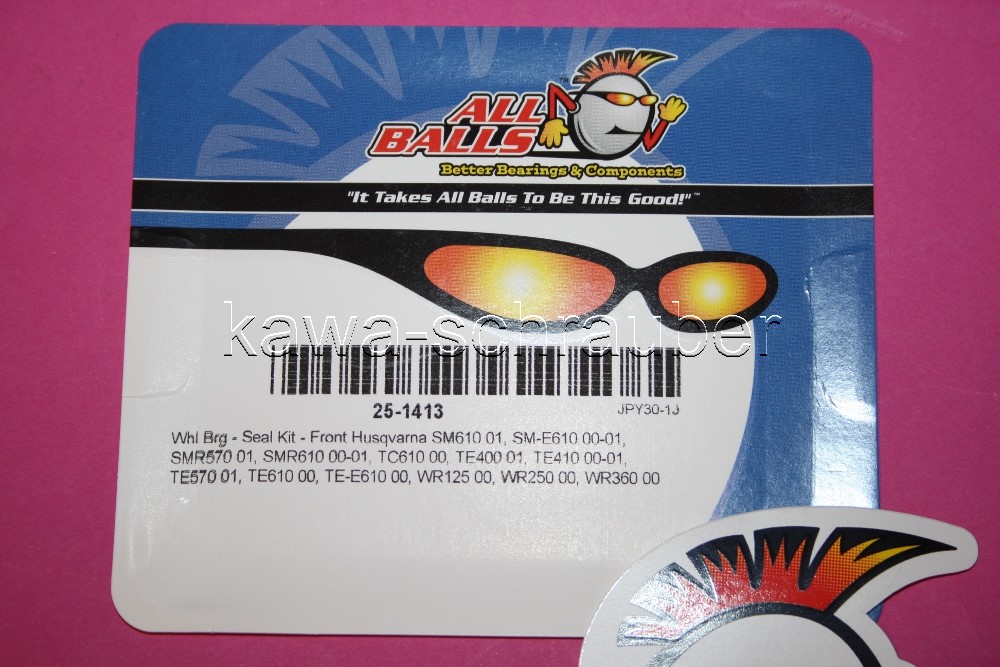 ALL
BALLS
™
Better Bearings & Components
"It Takes All Balls To Be This Good!"™
kawa-schrauber
25-1413
JPY30-1J
Whl Brg - Seal Kit - Front Husqvarna SM610 01, SM-E610 00-01,
SMR570 01, SMR610 00-01, TC610 00, TE400 01, TE410 00-01,
TE570 01, TE610 00, TE-E610 00, WR125 00, WR250 00, WR360 00